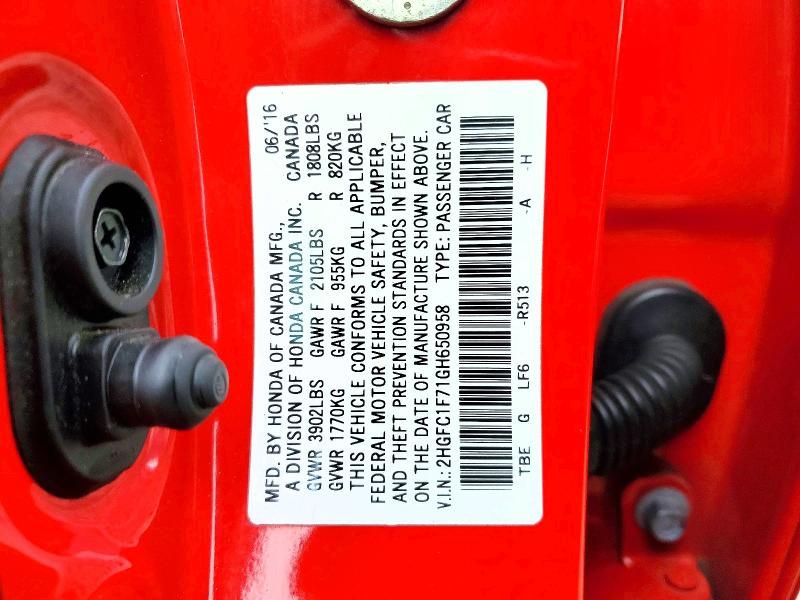 MFD. BY HONDA OF CANADA MFG., 06/'16
A DIVISION OF HONDA CANADA INC. CANADA
GVWR 3902LBS GAWR F 2105LBS R 1808LBS
GVWR 1770KG GAWR F 955KG R 820KG
THIS VEHICLE CONFORMS TO ALL APPLICABLE
FEDERAL MOTOR VEHICLE SAFETY, BUMPER,
AND THEFT PREVENTION STANDARDS IN EFFECT
ON THE DATE OF MANUFACTURE SHOWN ABOVE.
V.I.N.: 2HGFC1F71GH650958 TYPE: PASSENGER CAR
TBE G LF6 -R513 -A -H